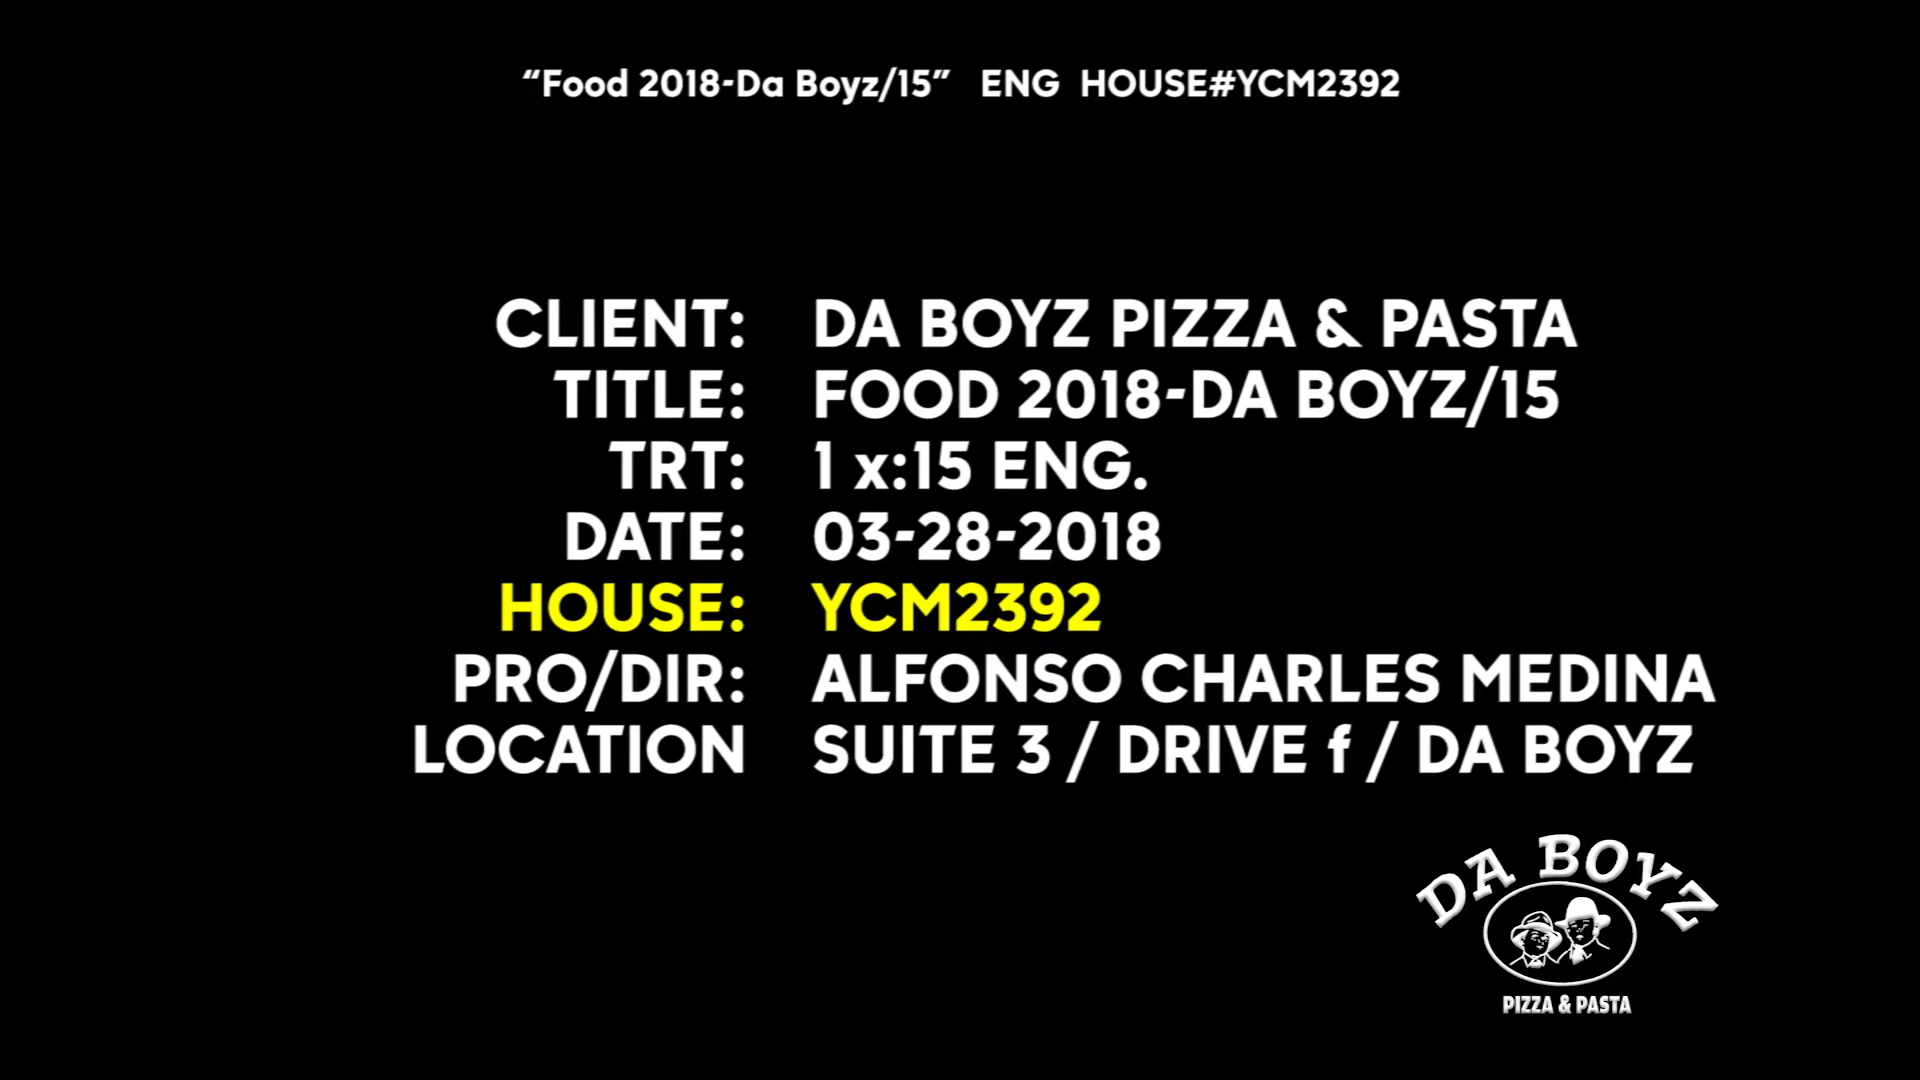 “Food 2018-Da Boyz/15” ENG HOUSE#YCM2392
CLIENT: DA BOYZ PIZZA & PASTA
TITLE: FOOD 2018-DA BOYZ/15
TRT: 1 x:15 ENG.
DATE: 03-28-2018
HOUSE: YCM2392
PRO/DIR: ALFONSO CHARLES MEDINA
LOCATION SUITE 3 / DRIVE f / DA BOYZ
DA BOYZ
PIZZA & PASTA